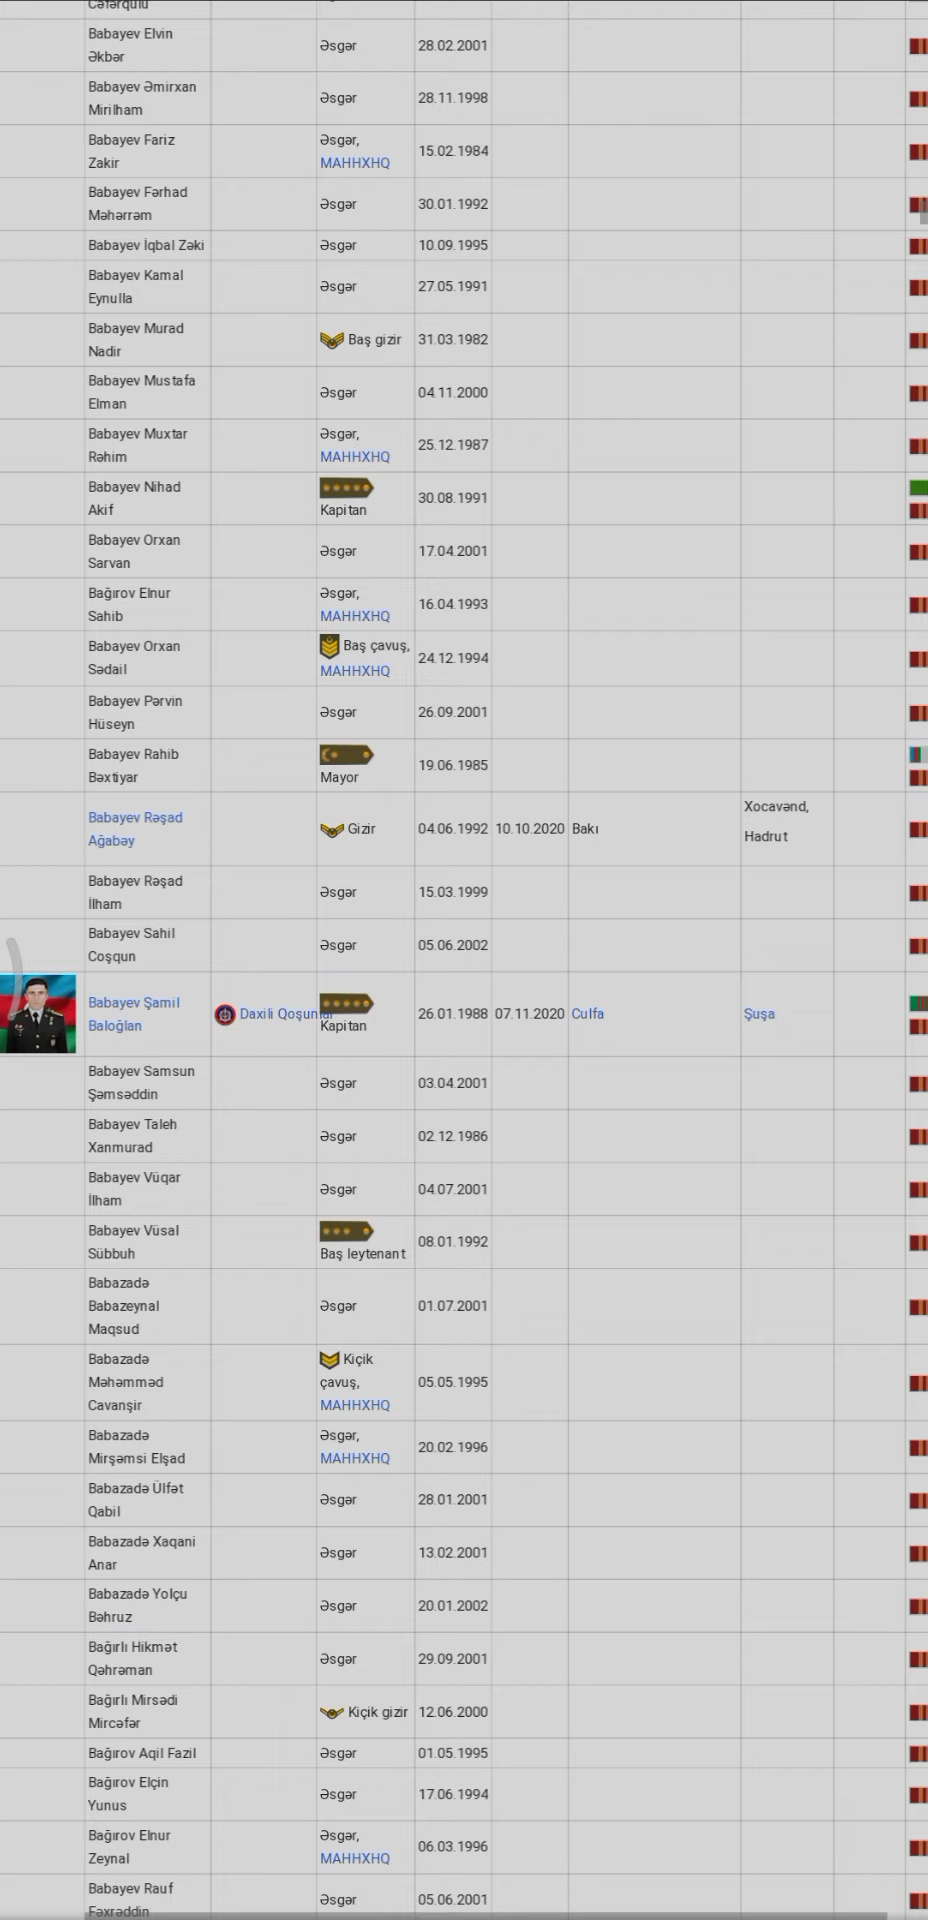 Cəfərqulu
Babayev Elvin
Əkbər
Əsgər
28.02.2001
Babayev Əmirxan
Mirilham
Əsgər
28.11.1998
Babayev Fariz
Zakir
Əsgər,
MAHHXHQ
15.02.1984
Babayev Fərhad
Məhərrəm
Əsgər
30.01.1992
Babayev İqbal Zəki
Əsgər
10.09.1995
Babayev Kamal
Eynulla
Əsgər
27.05.1991
Babayev Murad
Nadir
Baş gizir
31.03.1982
Babayev Mustafa
Elman
Əsgər
04.11.2000
Babayev Muxtar
Rəhim
Əsgər,
MAHHXHQ
25.12.1987
Babayev Nihad
Akif
Kapitan
30.08.1991
Babayev Orxan
Sarvan
Əsgər
17.04.2001
Bağırov Elnur
Sahib
Əsgər,
MAHHXHQ
16.04.1993
Babayev Orxan
Sədail
Baş çavuş,
MAHHXHQ
24.12.1994
Babayev Pərvin
Hüseyn
Əsgər
26.09.2001
Babayev Rahib
Bəxtiyar
Mayor
19.06.1985
Babayev Rəşad
Ağabəy
Gizir
04.06.1992
10.10.2020
Bakı
Xocavənd,
Hadrut
Babayev Rəşad
İlham
Əsgər
15.03.1999
Babayev Sahil
Coşqun
Əsgər
05.06.2002
Babayev Şamil
Baloğlan
Daxili Qoşunlar
Kapitan
26.01.1988
07.11.2020
Culfa
Şuşa
Babayev Samsun
Şəmsəddin
Əsgər
03.04.2001
Babayev Taleh
Xanmurad
Əsgər
02.12.1986
Babayev Vüqar
İlham
Əsgər
04.07.2001
Babayev Vüsal
Sübbuh
Baş leytenant
08.01.1992
Babazadə
Babazeynal
Maqsud
Əsgər
01.07.2001
Babazadə
Məhəmməd
Cavanşir
Kiçik
çavuş,
MAHHXHQ
05.05.1995
Babazadə
Mirşəmsi Elşad
Əsgər,
MAHHXHQ
20.02.1996
Babazadə Ülfət
Qabil
Əsgər
28.01.2001
Babazadə Xaqani
Anar
Əsgər
13.02.2001
Babazadə Yolçu
Bəhruz
Əsgər
20.01.2002
Bağırlı Hikmət
Qəhrəman
Əsgər
29.09.2001
Bağırlı Mirsədi
Mircəfər
Kiçik gizir
12.06.2000
Bağırov Aqil Fazil
Əsgər
01.05.1995
Bağırov Elçin
Yunus
Əsgər
17.06.1994
Bağırov Elnur
Zeynal
Əsgər,
MAHHXHQ
06.03.1996
Babayev Rauf
Fəxrəddin
Əsgər
05.06.2001